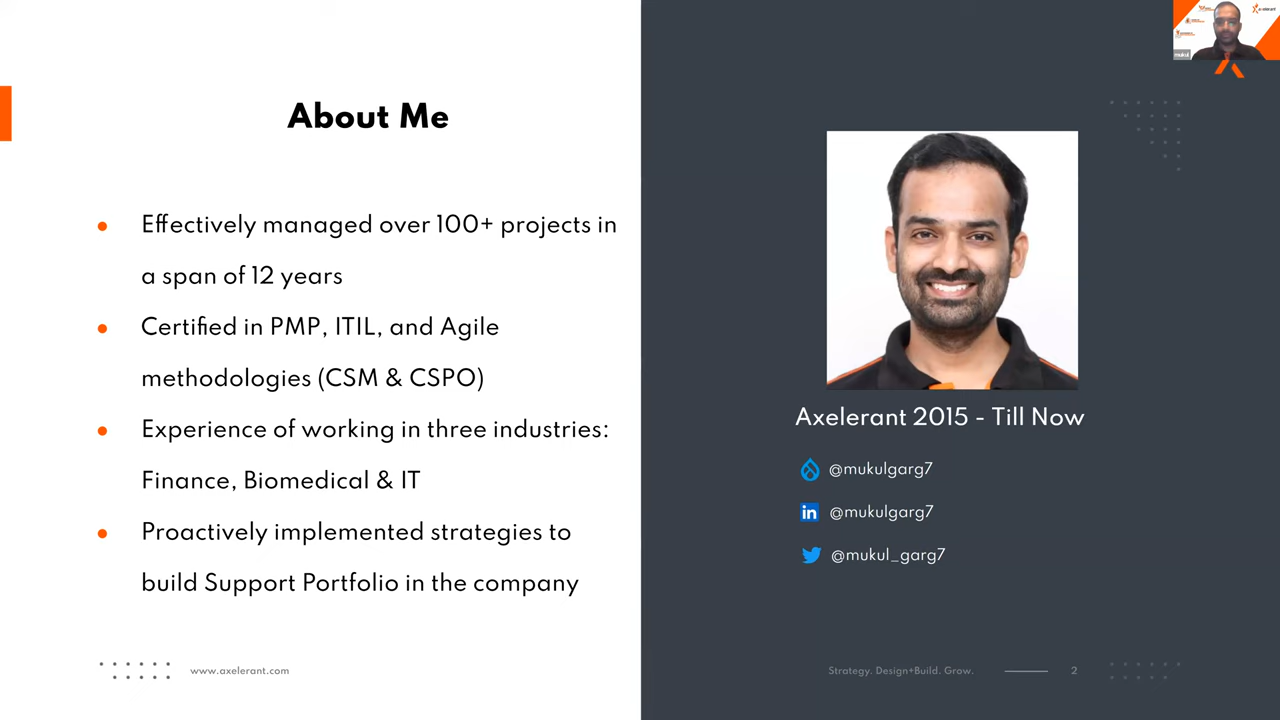 About Me
Effectively managed over 100+ projects in
a span of 12 years
Certified in PMP, ITIL, and Agile
methodologies (CSM & CSPO)
Experience of working in three industries:
Finance, Biomedical & IT
Proactively implemented strategies to
build Support Portfolio in the company
www.axelerant.com
mukul
Axelerant 2015 - Till Now
@mukulgarg7
in
@mukulgarg7
@mukul_garg7
Strategy. Design+Build. Grow.
2